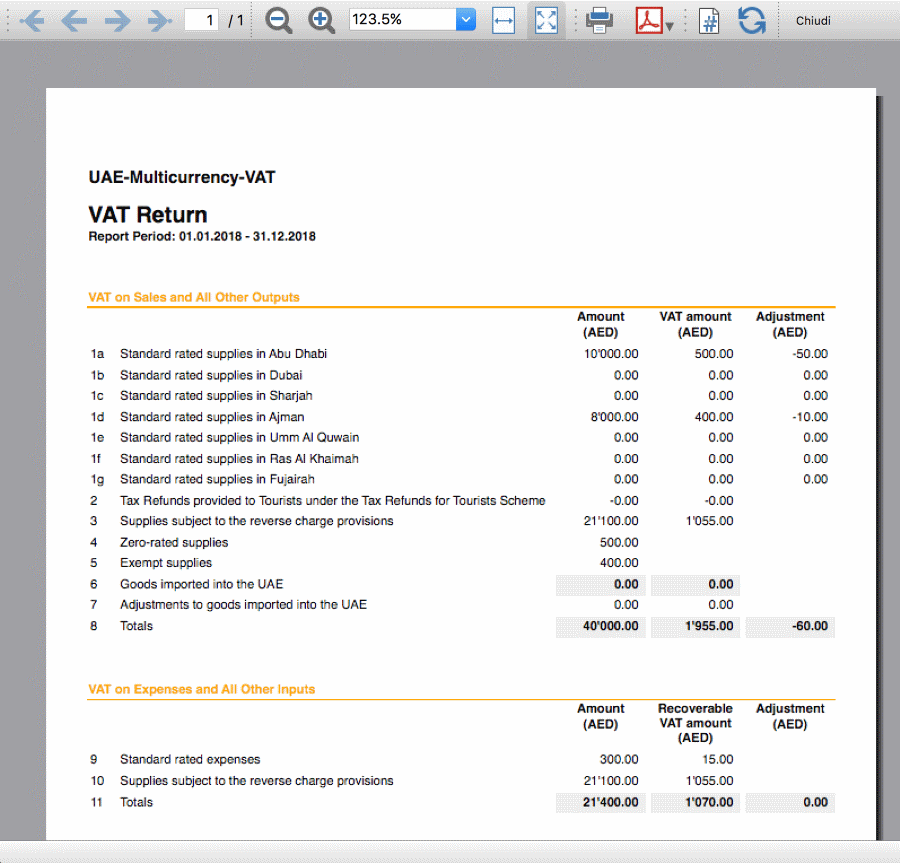 1 / 1 123.5% Chiudi
UAE-Multicurrency-VAT
VAT Return
Report Period: 01.01.2018 - 31.12.2018
VAT on Sales and All Other Outputs
Amount VAT amount Adjustment
(AED) (AED) (AED)
1a Standard rated supplies in Abu Dhabi 10'000.00 500.00 -50.00
1b Standard rated supplies in Dubai 0.00 0.00 0.00
1c Standard rated supplies in Sharjah 0.00 0.00 0.00
1d Standard rated supplies in Ajman 8'000.00 400.00 -10.00
1e Standard rated supplies in Umm Al Quwain 0.00 0.00 0.00
1f Standard rated supplies in Ras Al Khaimah 0.00 0.00 0.00
1g Standard rated supplies in Fujairah 0.00 0.00 0.00
2 Tax Refunds provided to Tourists under the Tax Refunds for Tourists Scheme -0.00 -0.00
3 Supplies subject to the reverse charge provisions 21'100.00 1'055.00
4 Zero-rated supplies 500.00
5 Exempt supplies 400.00
6 Goods imported into the UAE 0.00 0.00
7 Adjustments to goods imported into the UAE 0.00 0.00
8 Totals 40'000.00 1'955.00 -60.00
VAT on Expenses and All Other Inputs
Amount Recoverable Adjustment
(AED) VAT amount (AED)
(AED)
9 Standard rated expenses 300.00 15.00
10 Supplies subject to the reverse charge provisions 21'100.00 1'055.00
11 Totals 21'400.00 1'070.00 0.00